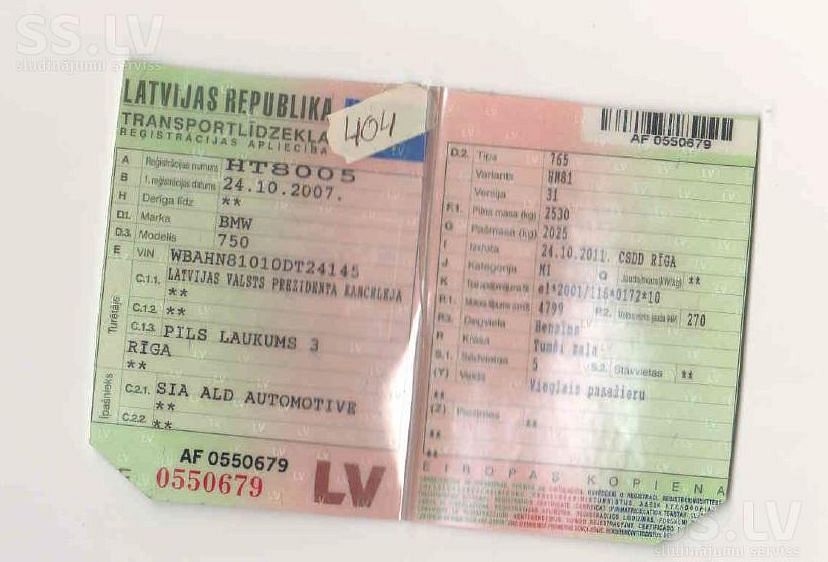 SS.LV
sludinājumu serviss
LATVIJAS REPUBLIKA
TRANSPORTLĪDZEKĻA
REĢISTRĀCIJAS APLIECĪBA
404
A Reģistrācijas numurs HT8005
B 1. reģistrācijas datums 24.10.2007.
H Derīga līdz **
D.1. Marka BMW
D.3. Modelis 750
E VIN WBAHN81010DT24145
Turētājs
C.1.1. LATVIJAS VALSTS PREZIDENTA KANCELEJA
**
C.1.2. **
C.1.3. PILS LAUKUMS 3
RĪGA
**
Īpašnieks
C.2.1. SIA ALD AUTOMOTIVE
**
C.2.2. **
AF 0550679
0550679
LV
AF 0550679
D.2. Tips 765
Variants HN81
Versija 31
F.1. Pilna masa (kg) 2530
G Pašmasa (kg) 2025
I Izdota 24.10.2011. CSDD RĪGA
J Kategorija M1 Q **
K e1*2001/116*0172*10
P.1. 4799 P.2. 270
P.3. Degviela Benzīns
R Krāsa Tumši zaļa
S.1. Sēdvietas 5 S.2. Stāvvietas **
(Y) Veids Vieglais pasažieru
**
(Z) Piezīmes **
**
**
EIROPAS KOPIENA
SS.LV
sludinājumu serviss